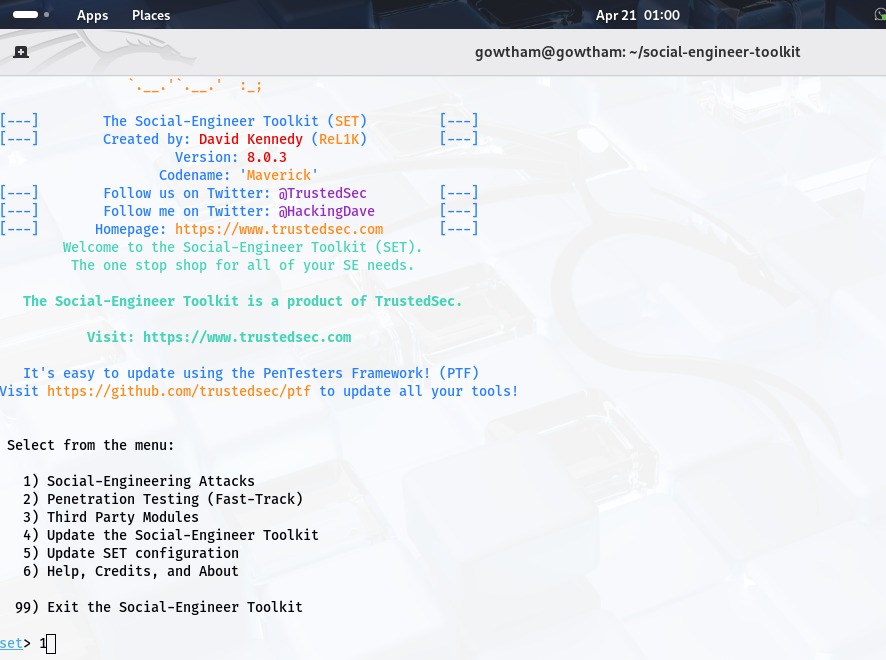 Apps Places Apr 21 01:00
gowtham@gowtham: ~/social-engineer-toolkit
`.__.'`.__.' :_;
[---] The Social-Engineer Toolkit (SET) [---]
[---] Created by: David Kennedy (ReL1K) [---]
Version: 8.0.3
Codename: 'Maverick'
[---] Follow us on Twitter: @TrustedSec [---]
[---] Follow me on Twitter: @HackingDave [---]
[---] Homepage: https://www.trustedsec.com [---]
Welcome to the Social-Engineer Toolkit (SET).
The one stop shop for all of your SE needs.
The Social-Engineer Toolkit is a product of TrustedSec.
Visit: https://www.trustedsec.com
It's easy to update using the PenTesters Framework! (PTF)
Visit https://github.com/trustedsec/ptf to update all your tools!
Select from the menu:
1) Social-Engineering Attacks
2) Penetration Testing (Fast-Track)
3) Third Party Modules
4) Update the Social-Engineer Toolkit
5) Update SET configuration
6) Help, Credits, and About
99) Exit the Social-Engineer Toolkit
set> 1